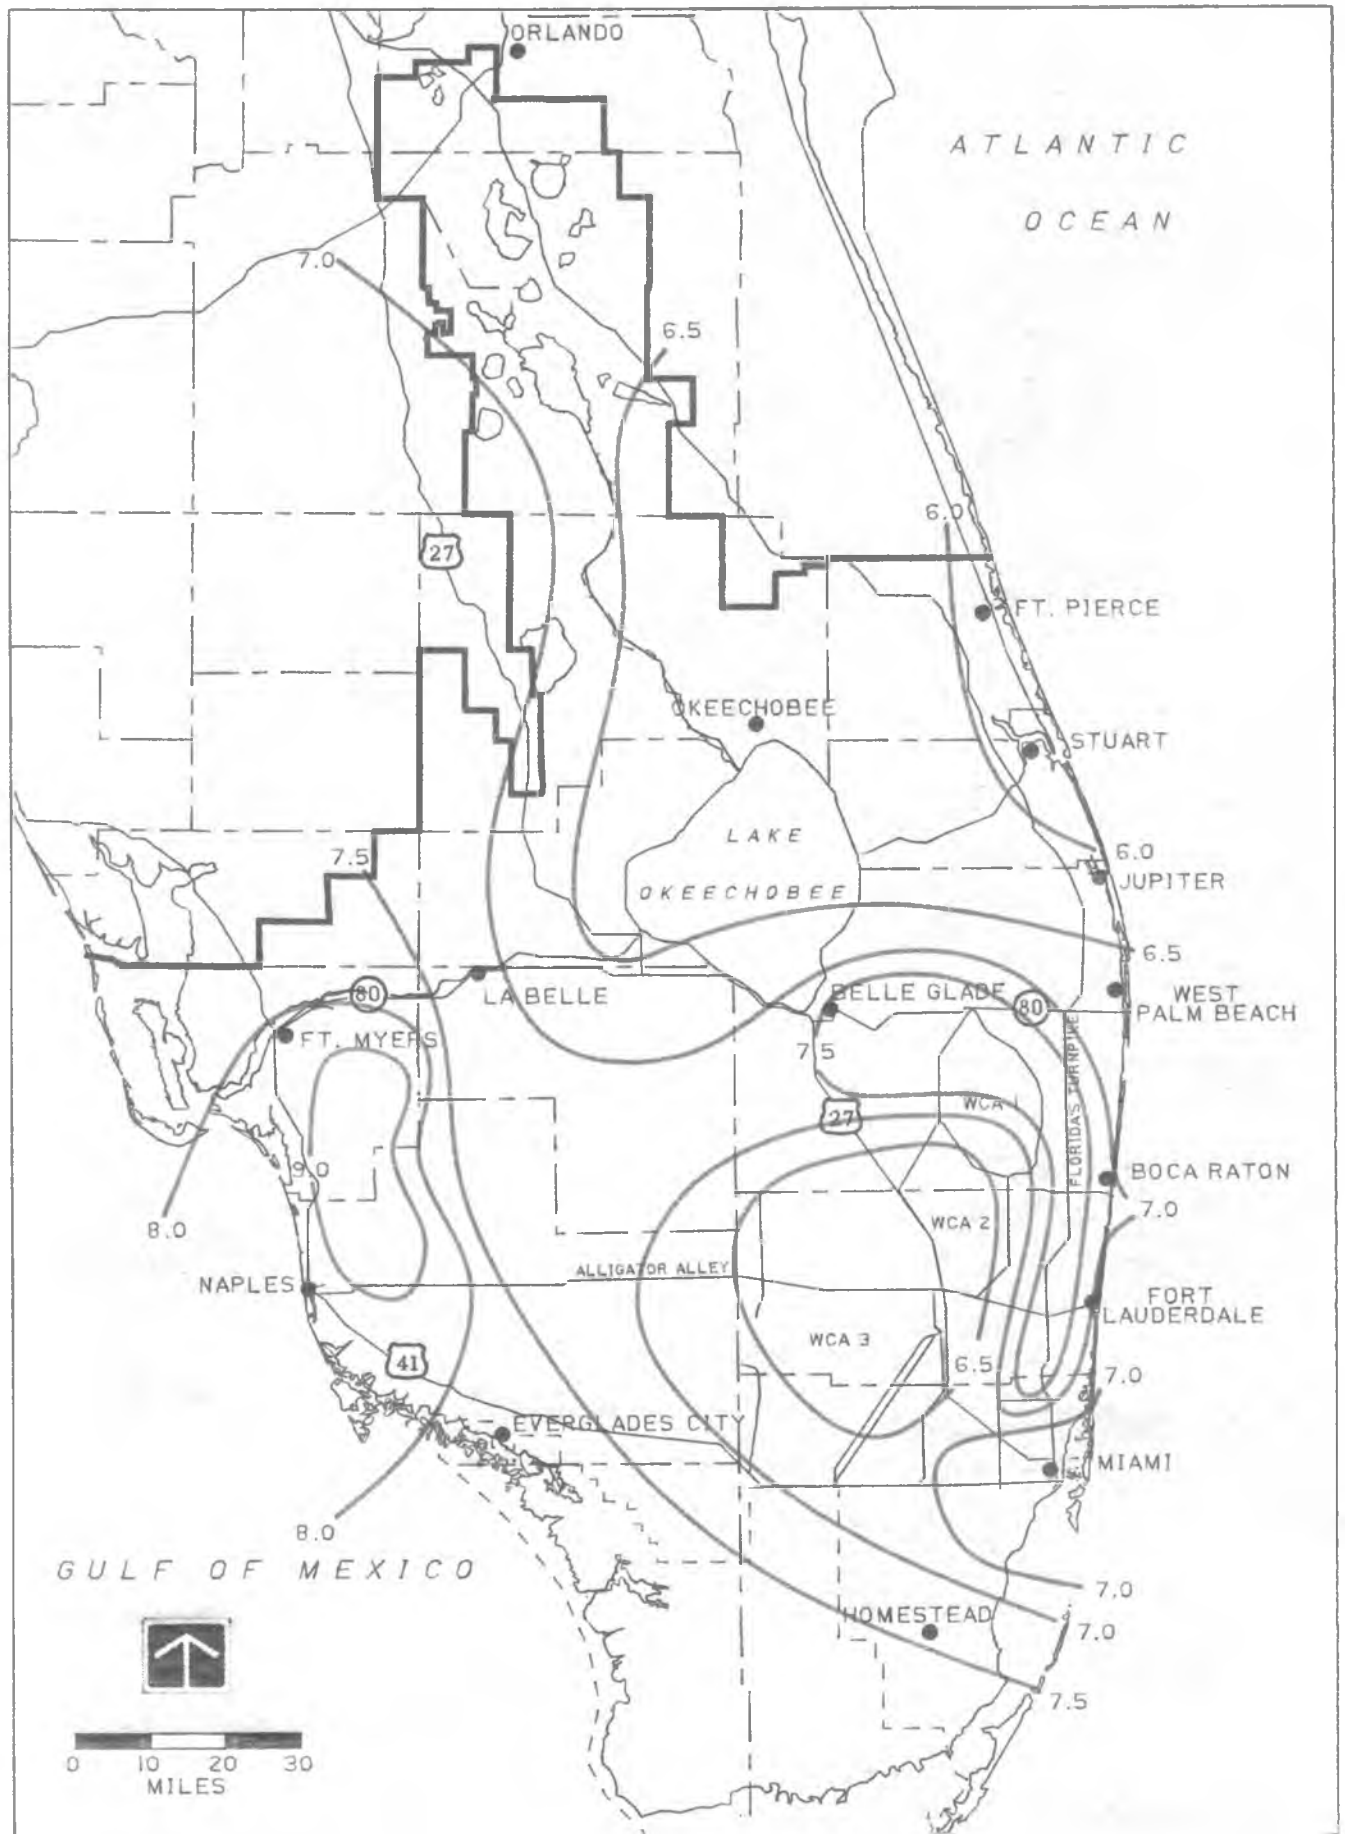 ORLANDO
ATLANTIC
OCEAN
7.0
6.5
6.0
27
FT. PIERCE
OKEECHOBEE
STUART
LAKE
OKEECHOBEE
7.5
6.0
JUPITER
6.5
80
LA BELLE
BELLE GLADE
80
WEST
PALM BEACH
FT. MYERS
7.5
FLORIDAS TURNPIKE
27
WCA 1
9.0
BOCA RATON
7.0
8.0
WCA 2
NAPLES
ALLIGATOR ALLEY
FORT
LAUDERDALE
WCA 3
41
6.5
7.0
EVERGLADES CITY
MIAMI
8.0
GULF OF MEXICO
7.0
HOMESTEAD
7.0
7.5
0 10 20 30
MILES